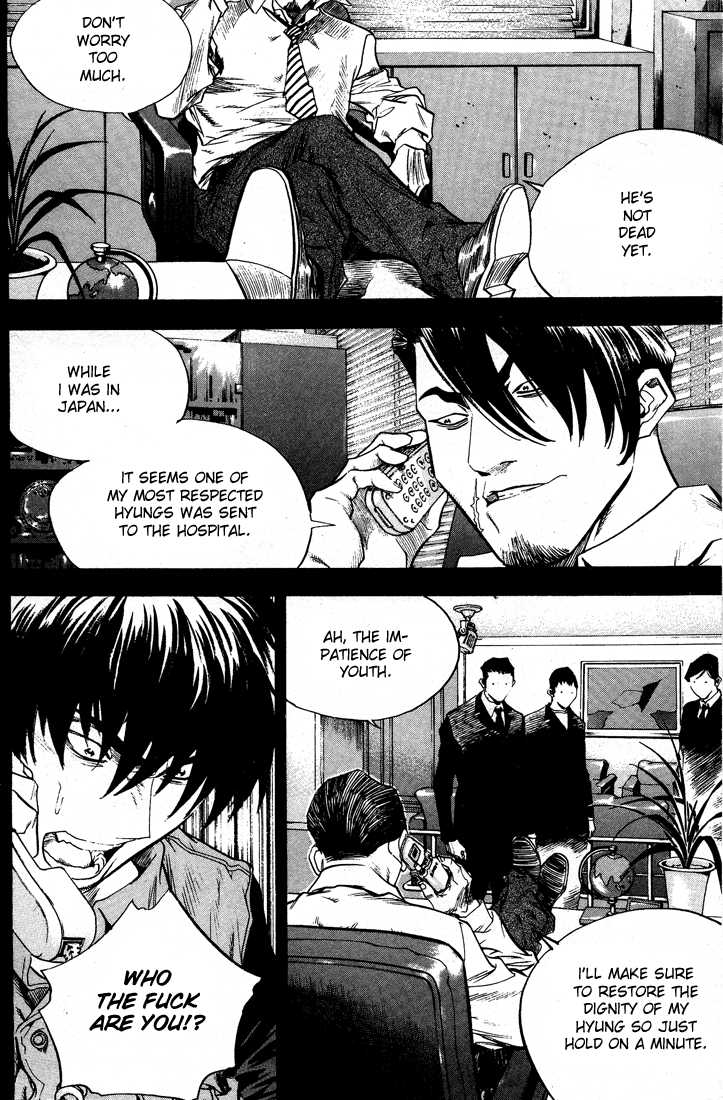 DON'T
WORRY
TOO
MUCH.
HE'S
NOT
DEAD
YET.
WHILE
I WAS IN
JAPAN...
IT SEEMS ONE OF
MY MOST RESPECTED
HYUNGS WAS SENT
TO THE HOSPITAL.
AH, THE IM-
PATIENCE OF
YOUTH.
WHO
THE FUCK
ARE YOU!?
I'LL MAKE SURE
TO RESTORE THE
DIGNITY OF MY
HYUNG SO JUST
HOLD ON A MINUTE.